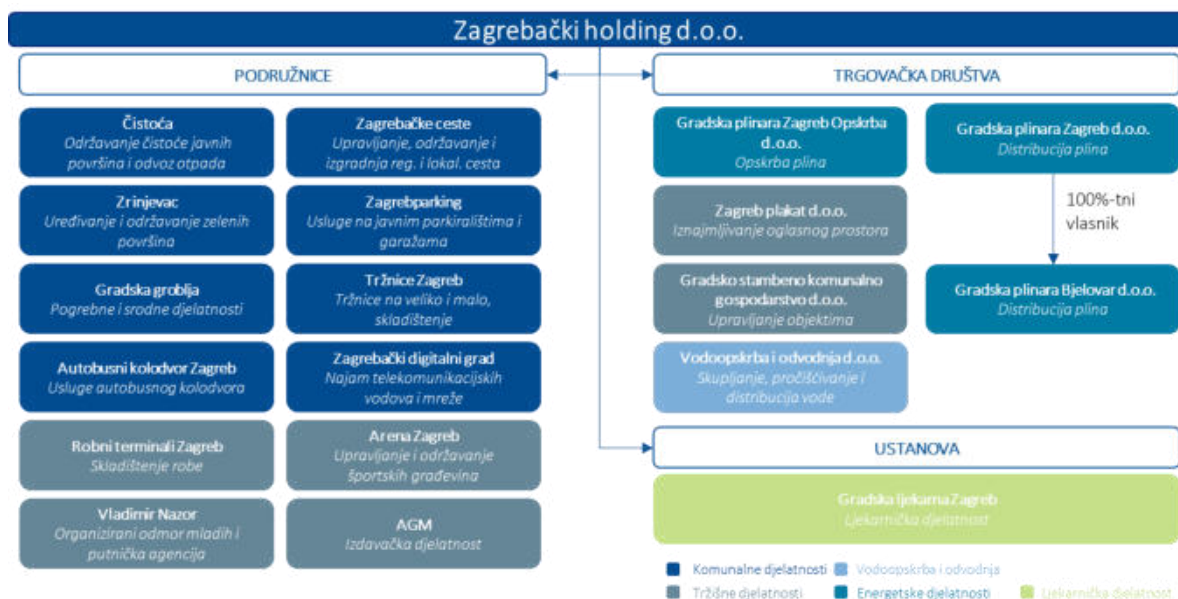 Zagrebački holding d.o.o.
PODRUŽNICE
Čistoća
Održavanje čistoće javnih
površina i odvoz otpada
Zagrebačke ceste
Upravljanje, održavanje i
izgradnja reg. i lokal. cesta
Zrinjevac
Uređivanje i održavanje zelenih
površina
Zagrebparking
Usluge na javnim parkiralištima i
garažama
Gradska groblja
Pogrebne i srodne djelatnosti
Tržnice Zagreb
Tržnice na veliko i malo,
skladištenje
Autobusni kolodvor Zagreb
Usluge autobusnog kolodvora
Zagrebački digitalni grad
Najam telekomunikacijskih
vodova i mreže
Robni terminali Zagreb
Skladištenje robe
Arena Zagreb
Upravljanje i održavanje
športskih građevina
Vladimir Nazor
Organizirani odmor mladih i
putnička agencija
AGM
Izdavačka djelatnost
TRGOVAČKA DRUŠTVA
Gradska plinara Zagreb Opskrba
d.o.o.
Opskrba plina
Gradska plinara Zagreb d.o.o.
Distribucija plina
Zagreb plakat d.o.o.
Iznajmljivanje oglasnog prostora
100%-tni
vlasnik
Gradsko stambeno komunalno
gospodarstvo d.o.o.
Upravljanje objektima
Gradska plinara Bjelovar d.o.o.
Distribucija plina
Vodoopskrba i odvodnja d.o.o.
Skupljanje, pročišćivanje i
distribucija vode
USTANOVA
Gradska ljekarna Zagreb
Ljekarnička djelatnost
Komunalne djelatnosti
Vodoopskrba i odvodnja
Tržišne djelatnosti
Energetske djelatnosti
Ljekarnička djelatnost